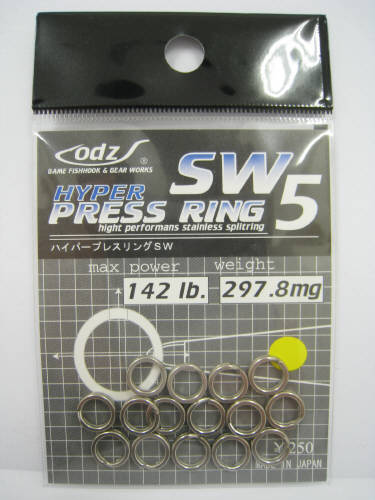 odz
®
GAME FISHHOOK & GEAR WORKS
HYPER SW
PRESS RING 5
hight performans stainless splitring
ハイパープレスリングSW
max power weight
142 lb. 297.8mg
¥250
MADE IN JAPAN